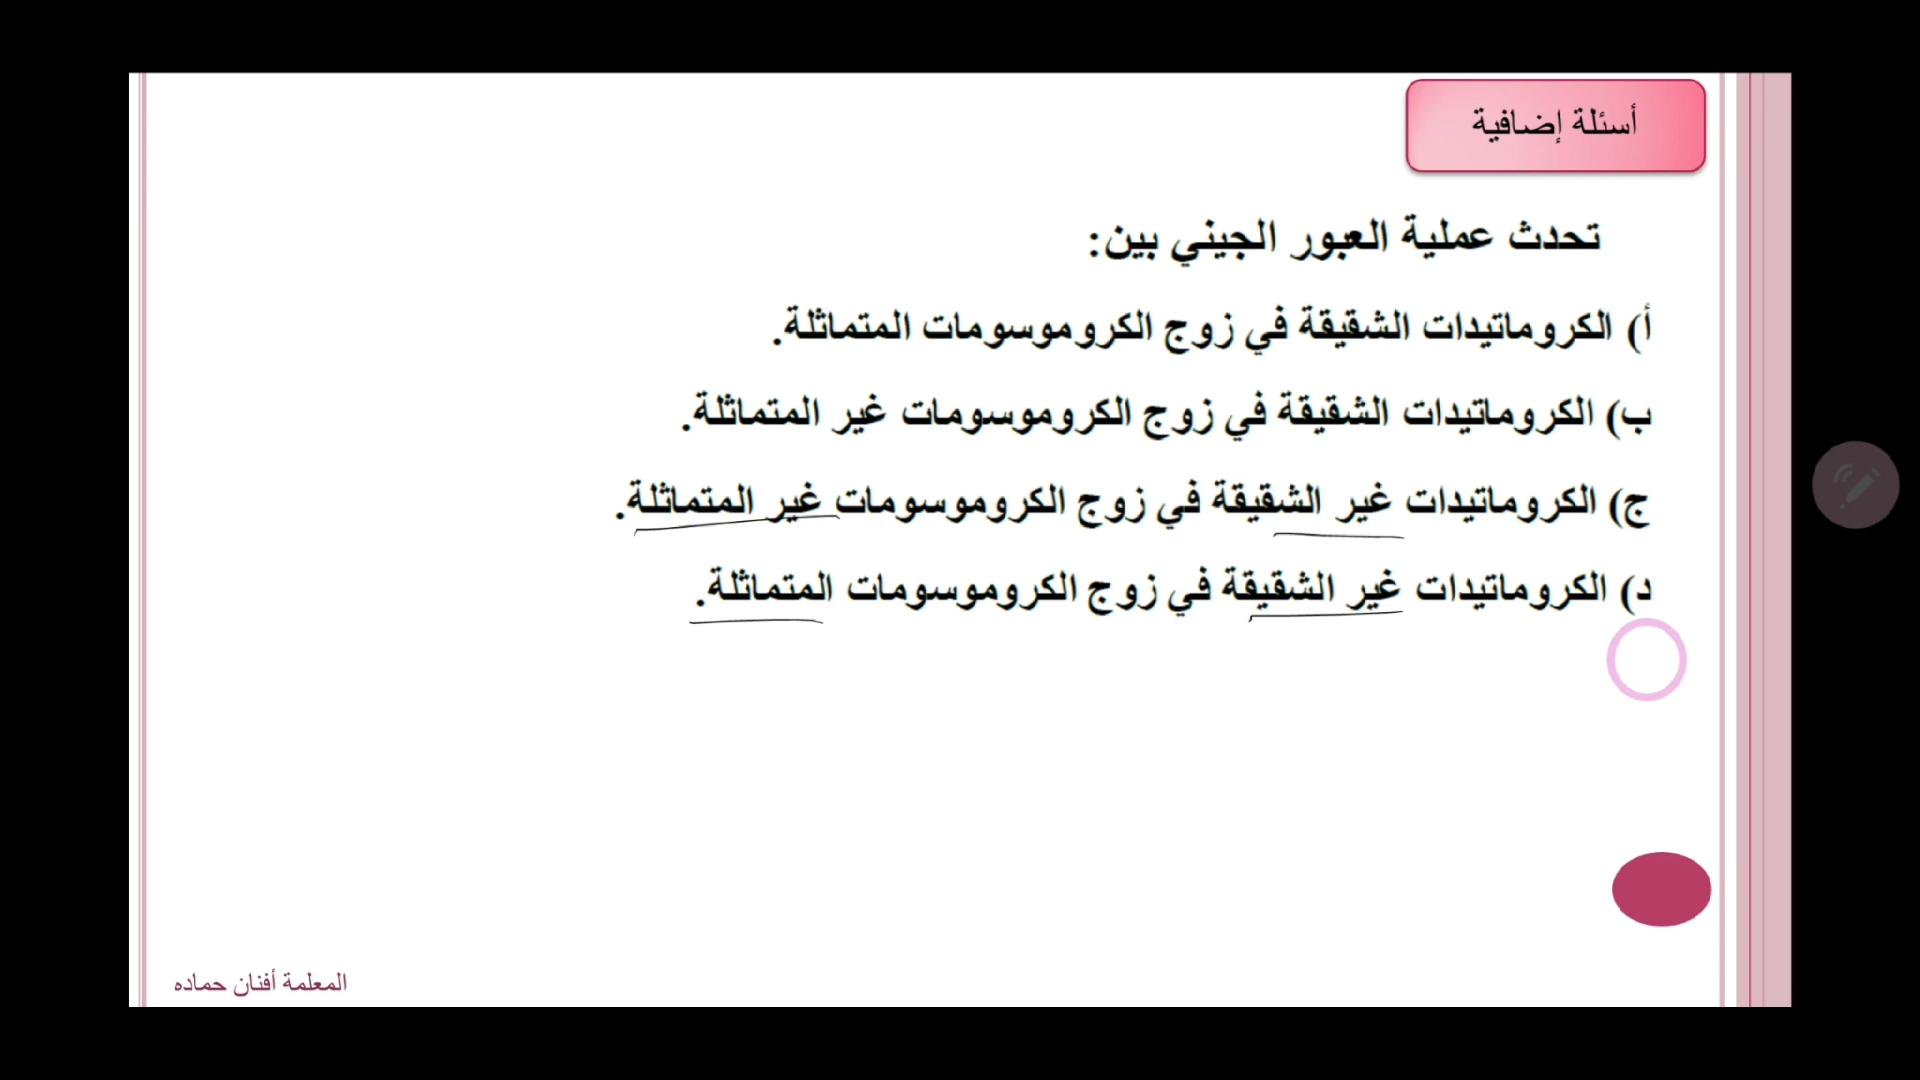 أسئلة إضافية
تحدث عملية العبور الجيني بين:
أ) الكروماتيدات الشقيقة في زوج الكروموسومات المتماثلة.
ب) الكروماتيدات الشقيقة في زوج الكروموسومات غير المتماثلة.
ج) الكروماتيدات غير الشقيقة في زوج الكروموسومات غير المتماثلة.
د) الكروماتيدات غير الشقيقة في زوج الكروموسومات المتماثلة.
المعلمة أفنان حماده